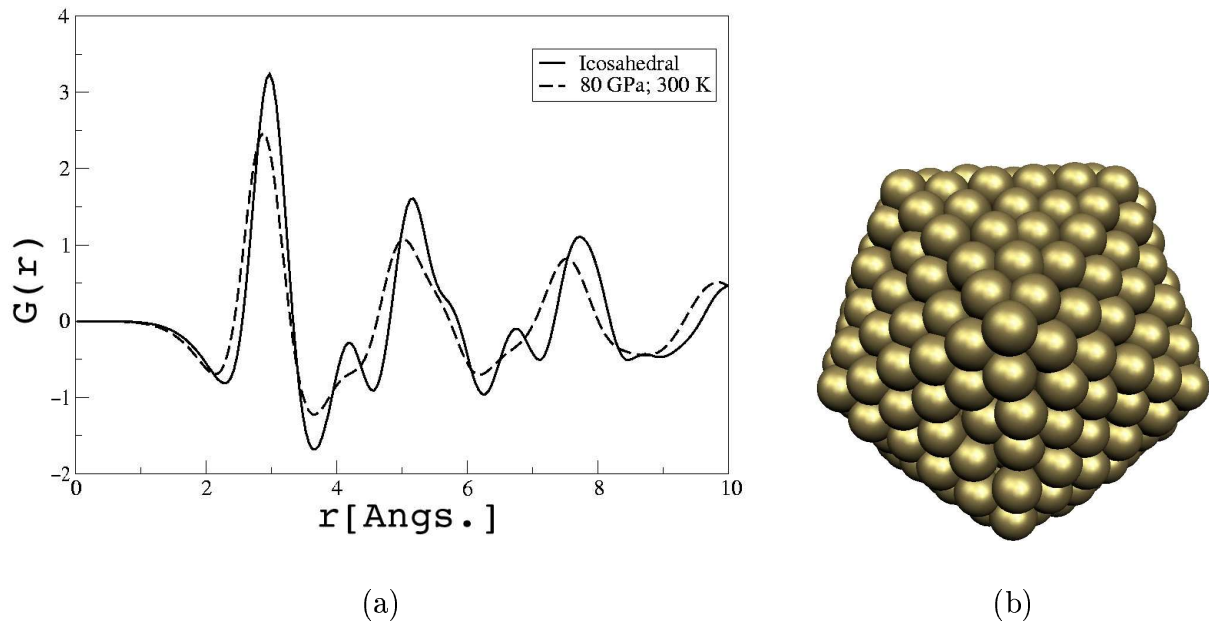 4
3
2
1
0
−1
−2
G(r)
Icosahedral
80 GPa; 300 K
0 2 4 6 8 10
r[Angs.]
(a) (b)